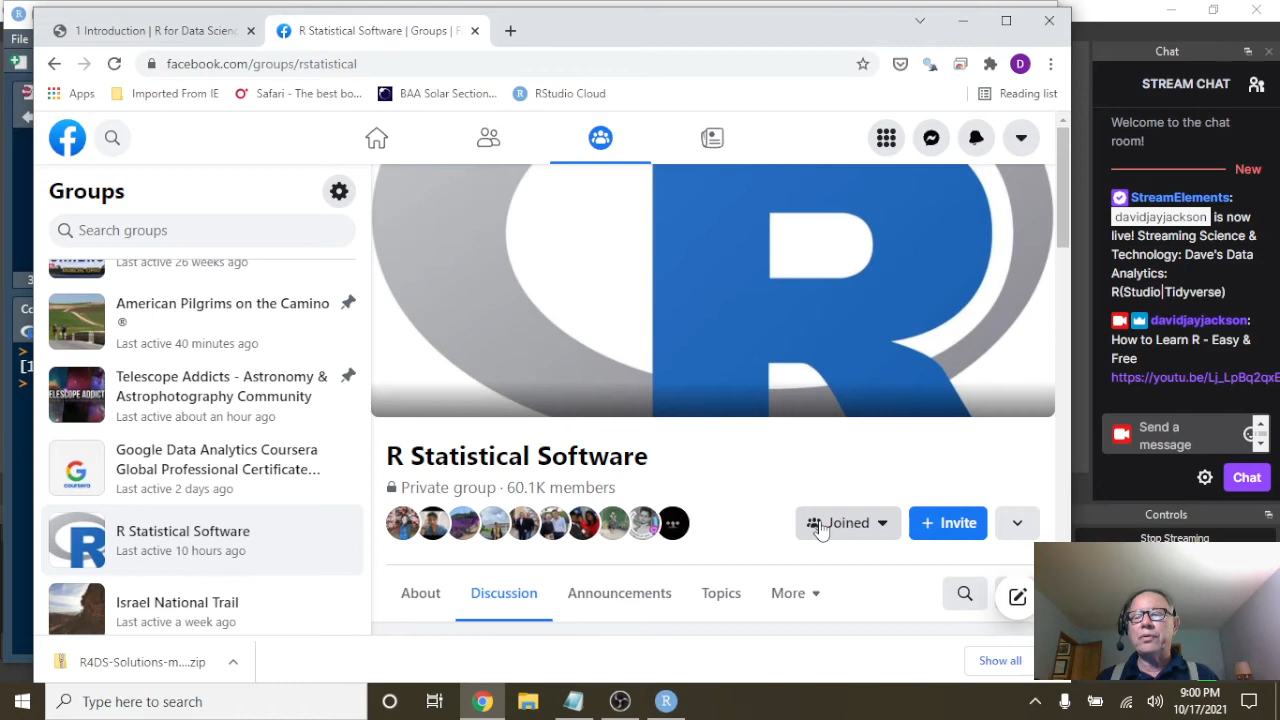 File
1 Introduction | R for Data Scienc
R Statistical Software | Groups | F
facebook.com/groups/rstatistical
D
Apps
Imported From IE
Safari - The best bo...
BAA Solar Section...
RStudio Cloud
Reading list
Groups
Search groups
Last active 26 weeks ago
American Pilgrims on the Camino
®
Last active 40 minutes ago
Telescope Addicts - Astronomy &
Astrophotography Community
Last active about an hour ago
Google Data Analytics Coursera
Global Professional Certificate...
Last active 2 days ago
R Statistical Software
Last active 10 hours ago
Israel National Trail
Last active a week ago
R
R Statistical Software
Private group · 60.1K members
Joined
+ Invite
About
Discussion
Announcements
Topics
More
R4DS-Solutions-m....zip
Show all
Chat
STREAM CHAT
Welcome to the chat
room!
New
StreamElements:
davidjayjackson is now
live! Streaming Science &
Technology: Dave's Data
Analytics:
R(Studio|Tidyverse)
davidjayjackson:
How to Learn R - Easy &
Free
https://youtu.be/Lj_LpBq2qxE
Send a
message
Chat
Controls
Stop Streaming
Type here to search
9:00 PM
10/17/2021